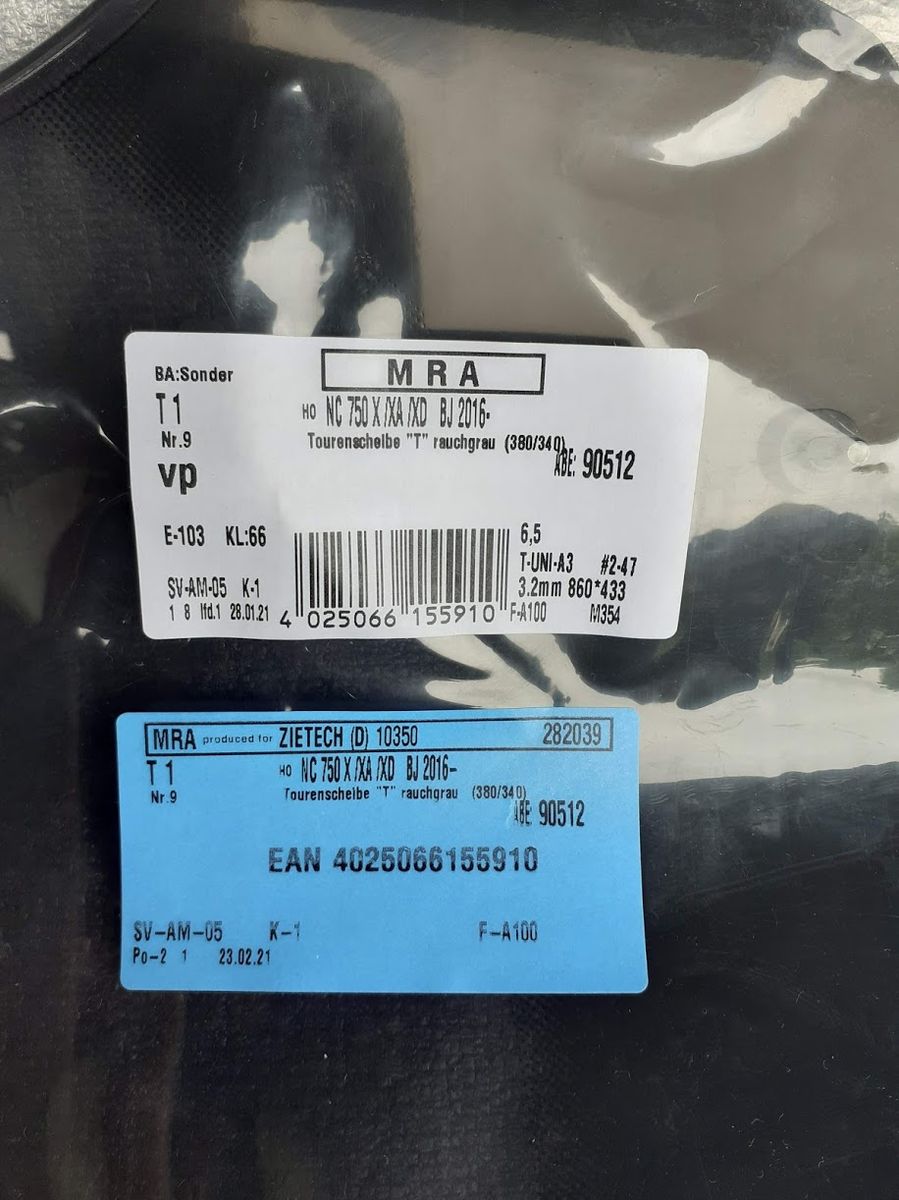 BA:Sonder
MRA
T1
HO NC 750 X /XA /XD BJ 2016-
Nr.9
Tourenscheibe "T" rauchgrau (380/340)
ABE: 90512
vp
E-103 KL:66
6,5
T-UNI-A3 #2-47
SV-AM-05 K-1
3.2mm 860*433
1 8 lfd.1 28.01.21
4 025066 155910
F-A100 M354
MRA produced for ZIETECH (D) 10350 282039
T1
HO NC 750 X /XA /XD BJ 2016-
Nr.9
Tourenscheibe "T" rauchgrau (380/340)
ABE: 90512
EAN 4025066155910
SV-AM-05 K-1 F-A100
Po-2 1 23.02.21